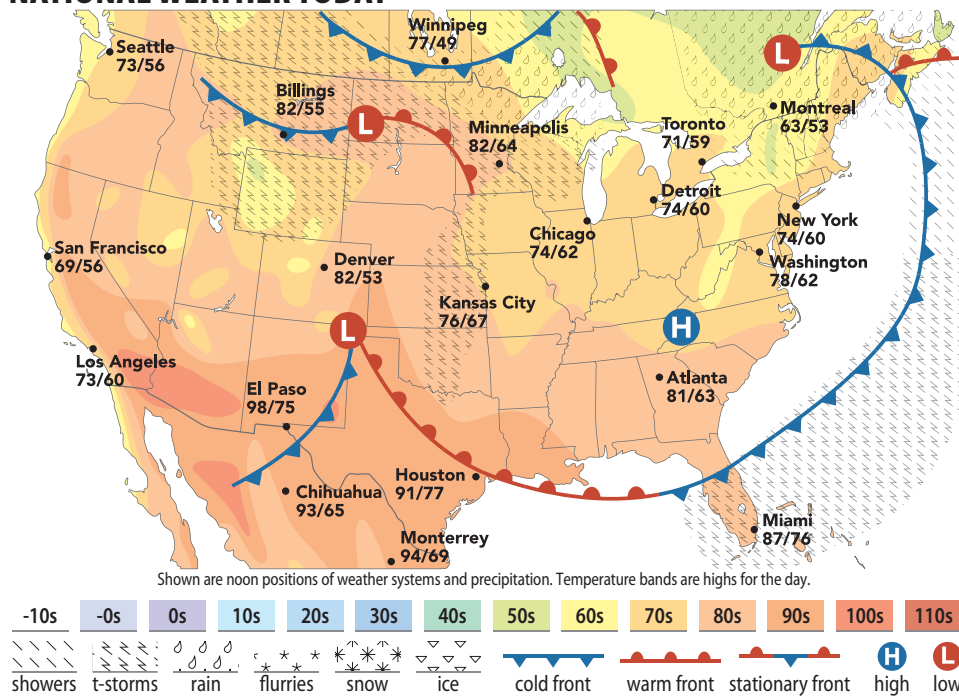 NATIONAL WEATHER TODAY
Winnipeg
77/49
Seattle
73/56
L
Billings
82/55
L
Minneapolis
82/64
Toronto
71/59
Montreal
63/53
Detroit
74/60
New York
74/60
Chicago
74/62
San Francisco
69/56
Denver
82/53
Washington
78/62
Kansas City
76/67
L
H
Los Angeles
73/60
El Paso
98/75
Atlanta
81/63
Houston
91/77
Chihuahua
93/65
Miami
87/76
Monterrey
94/69
Shown are noon positions of weather systems and precipitation. Temperature bands are highs for the day.
-10s -0s 0s 10s 20s 30s 40s 50s 60s 70s 80s 90s 100s 110s
H L
showers t-storms rain flurries snow ice cold front warm front stationary front high low